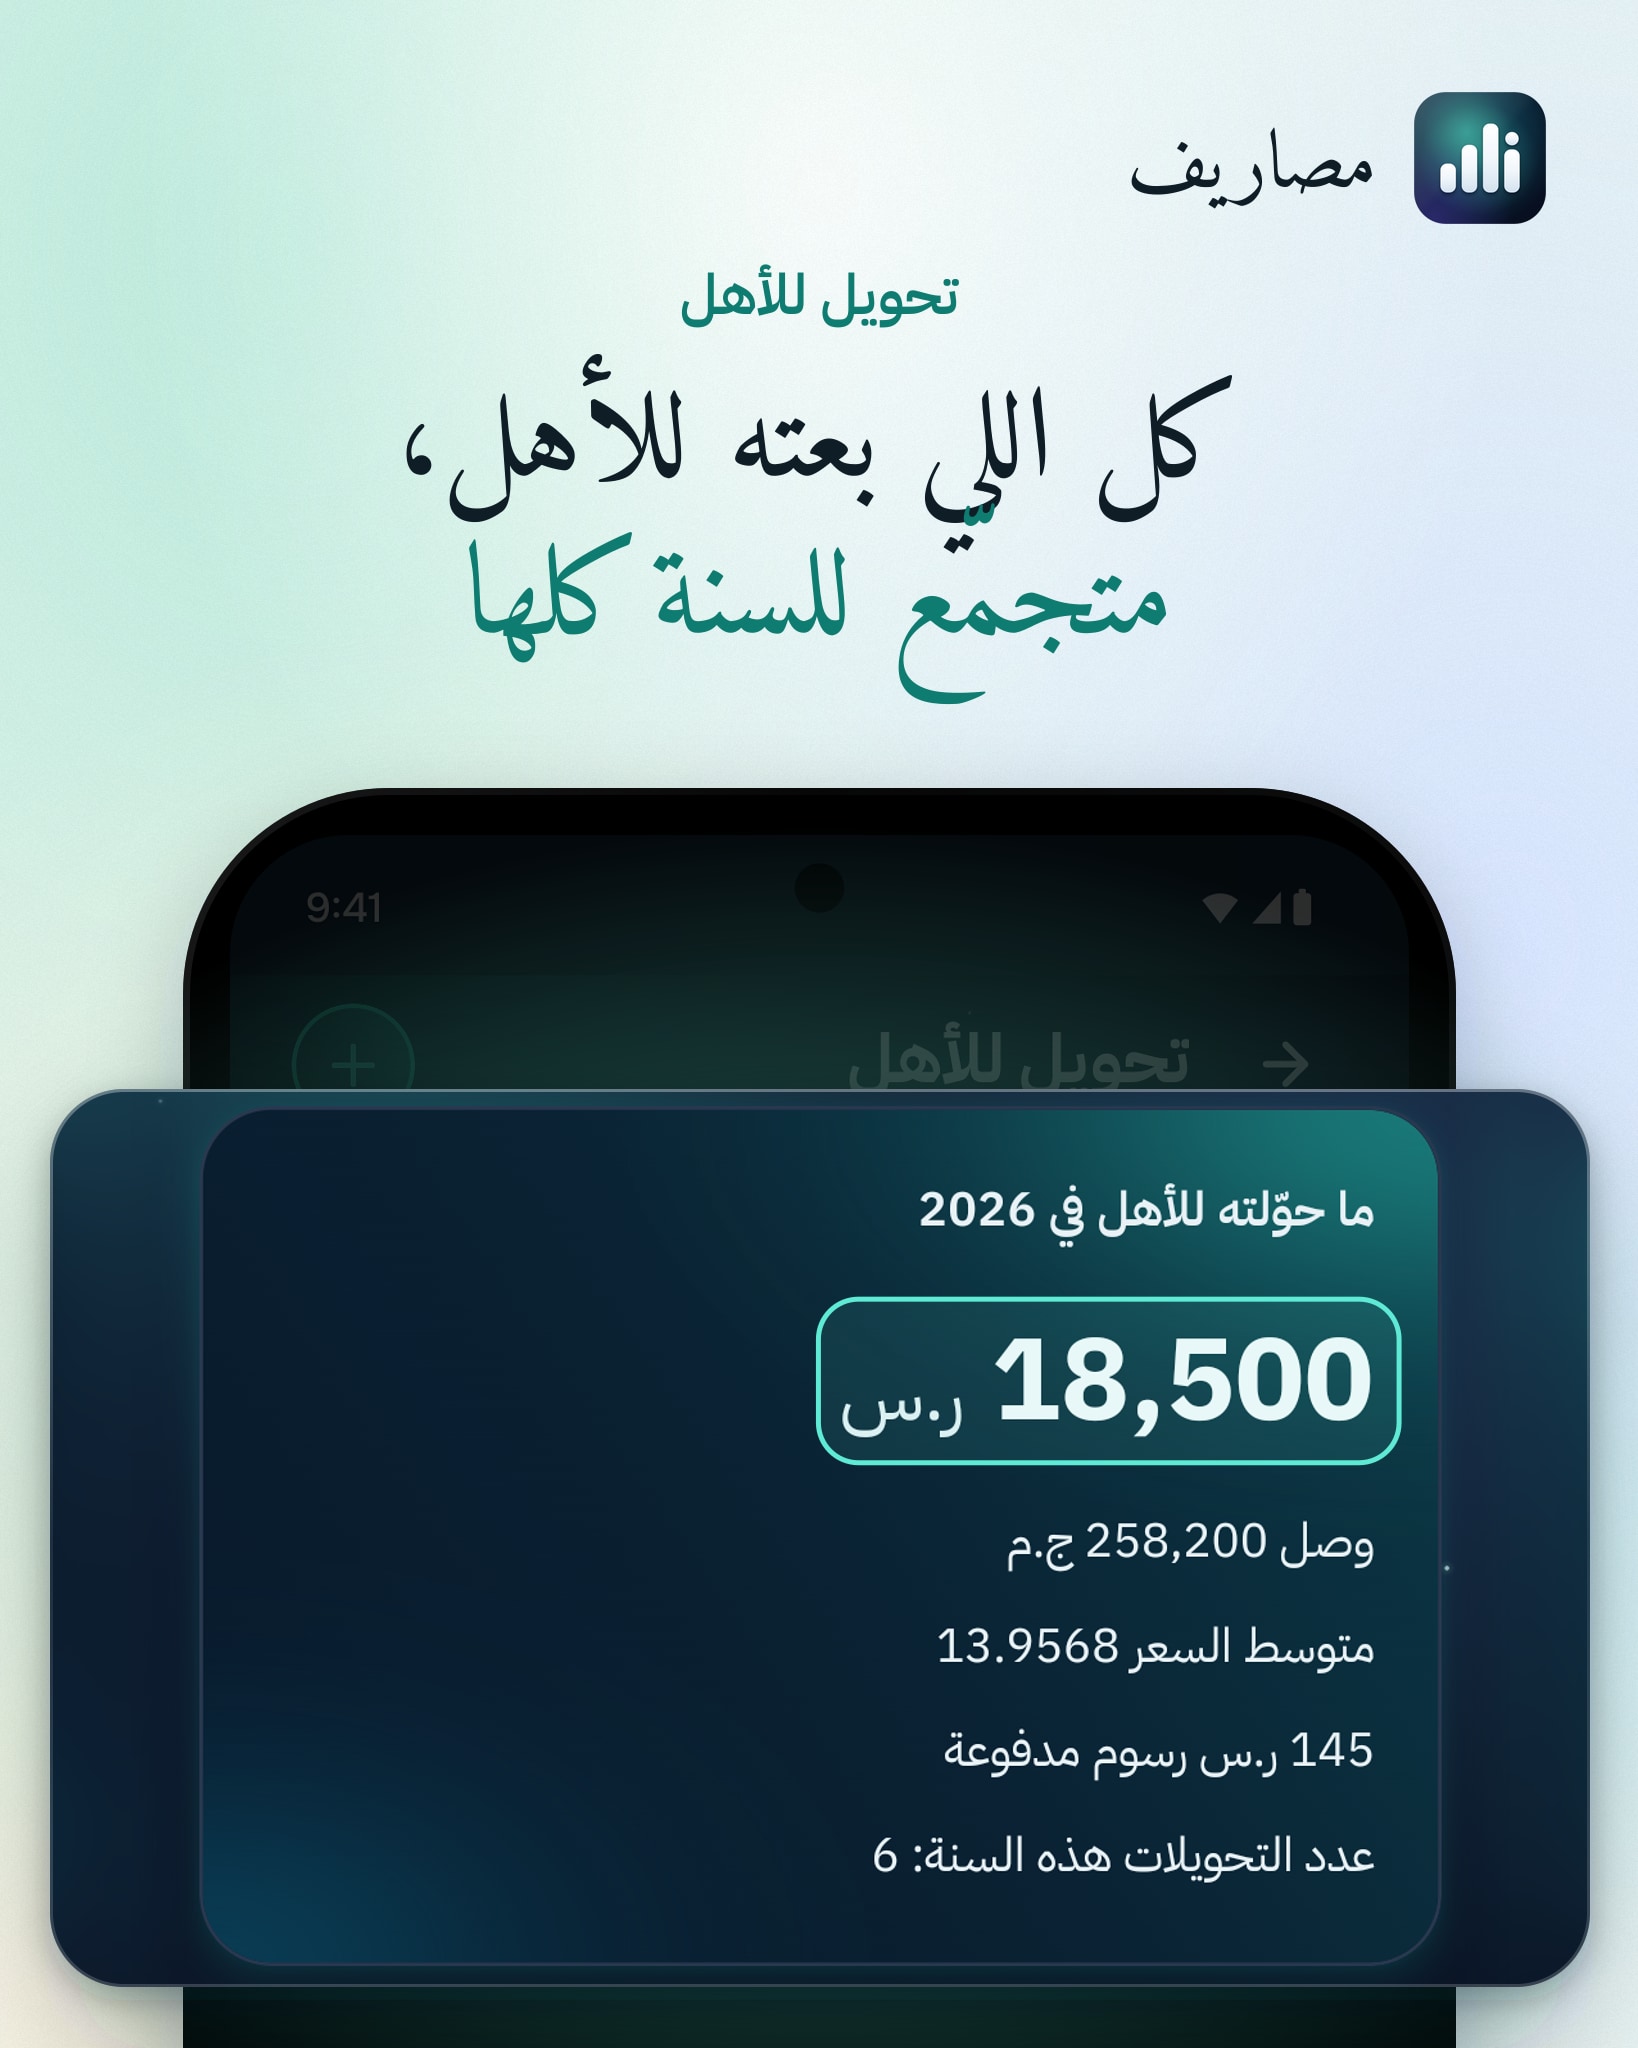 مصاريف
تحويل للأهل
كل اللي بعته للأهل،
متجمّع للسنة كلها
9:41
تحويل للأهل
ما حوّلته للأهل في 2026
18,500 ر.س
وصل 258,200 ج.م
متوسط السعر 13.9568
145 ر.س رسوم مدفوعة
عدد التحويلات هذه السنة: 6